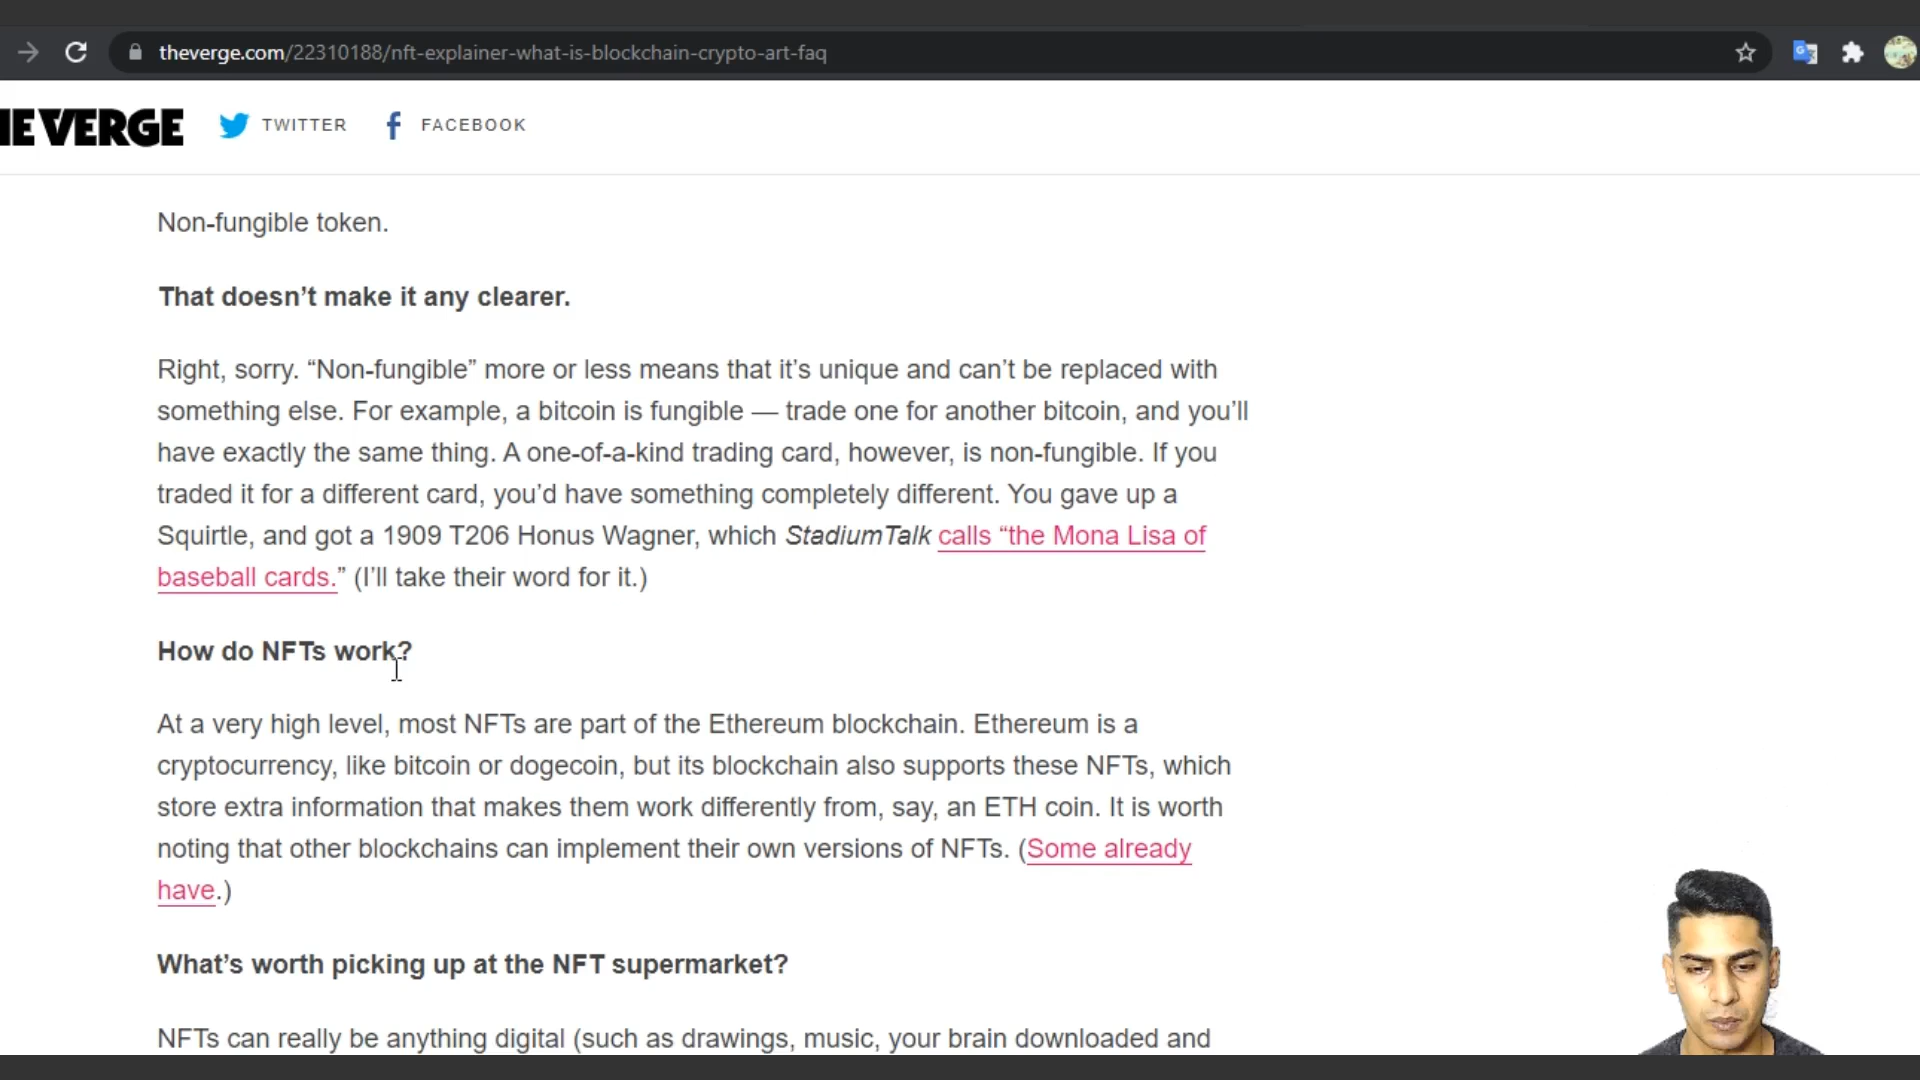 theverge.com/22310188/nft-explainer-what-is-blockchain-crypto-art-faq
HE VERGE TWITTER FACEBOOK
Non-fungible token.
That doesn’t make it any clearer.
Right, sorry. “Non-fungible” more or less means that it’s unique and can’t be replaced with
something else. For example, a bitcoin is fungible — trade one for another bitcoin, and you’ll
have exactly the same thing. A one-of-a-kind trading card, however, is non-fungible. If you
traded it for a different card, you’d have something completely different. You gave up a
Squirtle, and got a 1909 T206 Honus Wagner, which StadiumTalk calls “the Mona Lisa of
baseball cards.” (I’ll take their word for it.)
How do NFTs work?
At a very high level, most NFTs are part of the Ethereum blockchain. Ethereum is a
cryptocurrency, like bitcoin or dogecoin, but its blockchain also supports these NFTs, which
store extra information that makes them work differently from, say, an ETH coin. It is worth
noting that other blockchains can implement their own versions of NFTs. (Some already
have.)
What’s worth picking up at the NFT supermarket?
NFTs can really be anything digital (such as drawings, music, your brain downloaded and